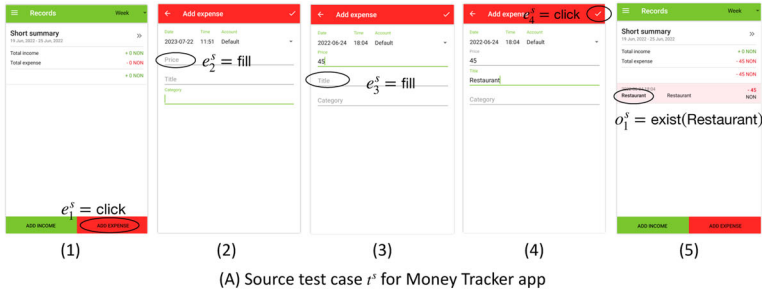 Records
Week
Short summary
19 Jun, 2022 - 25 Jun, 2022
Total income
+ 0 NON
Total expense
- 0 NON
+ 0 NON
e₁ˢ = click
ADD INCOME
ADD EXPENSE
(1)
Add expense
Date Time Account
2023-07-22 11:51 Default
Price
e₂ˢ = fill
Title
Category
(2)
Add expense
Date Time Account
2022-06-24 18:04 Default
Price
45
Title
e₃ˢ = fill
Category
(3)
Add expense
e₄ˢ = click
Date Time Account
2022-06-24 18:04 Default
Price
45
Title
Restaurant
Category
(4)
Records
Week
Short summary
19 Jun, 2022 - 25 Jun, 2022
Total income
+ 0 NON
Total expense
- 45 NON
- 45 NON
Restaurant
Restaurant
- 45
NON
o₁ˢ = exist(Restaurant)
ADD INCOME
ADD EXPENSE
(5)
(A) Source test case tˢ for Money Tracker app